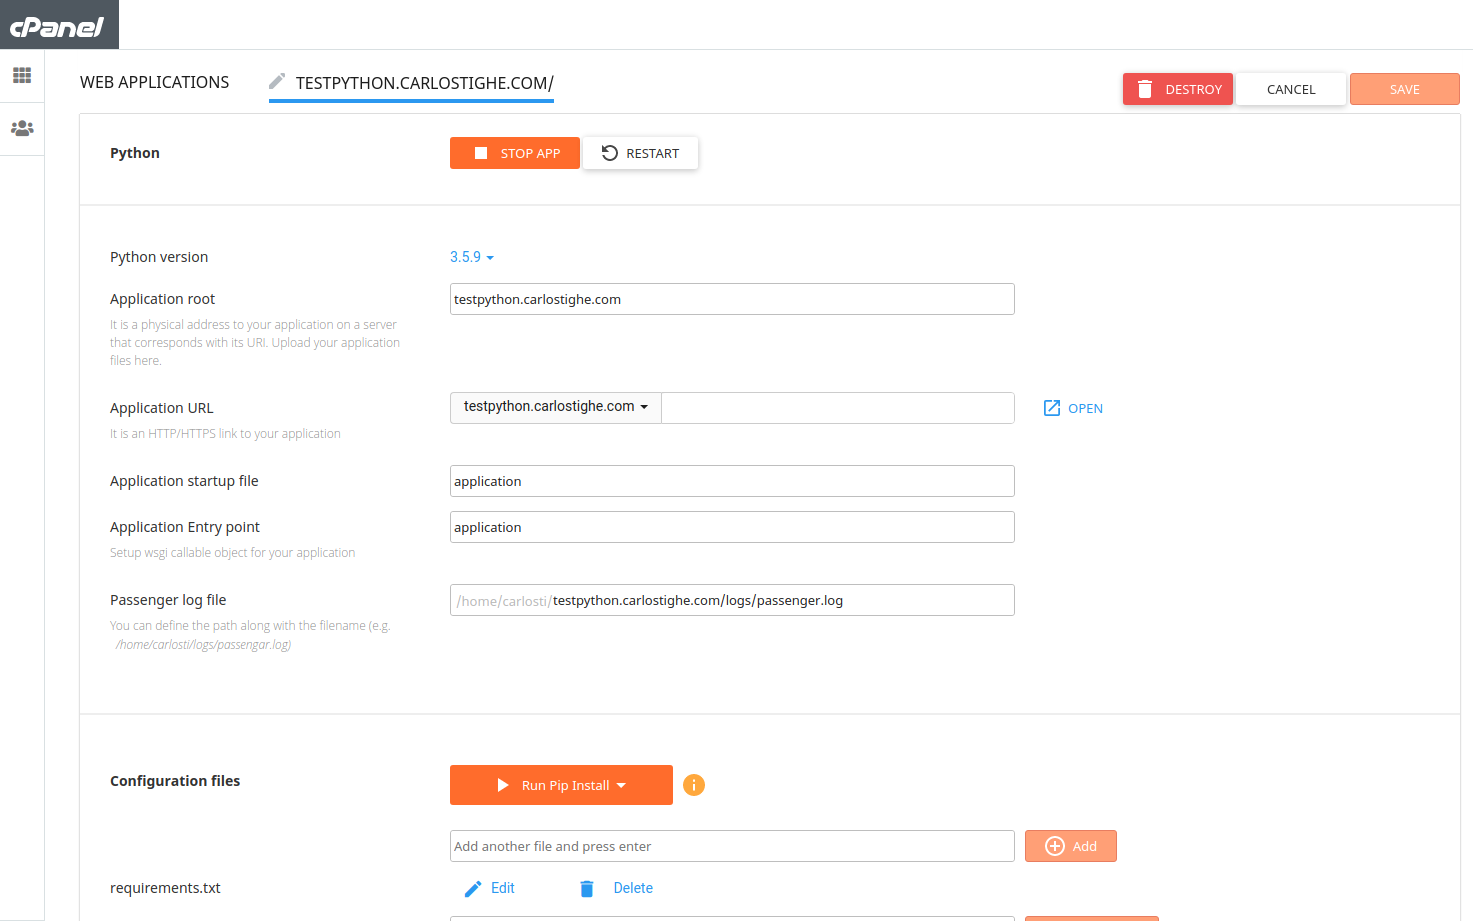 cPanel
WEB APPLICATIONS
TESTPYTHON.CARLOSTIGHE.COM/
DESTROY
CANCEL
SAVE
Python
STOP APP
RESTART
Python version
3.5.9
Application root
testpython.carlostighe.com
It is a physical address to your application on a server
that corresponds with its URI. Upload your application
files here.
Application URL
testpython.carlostighe.com
OPEN
It is an HTTP/HTTPS link to your application
Application startup file
application
Application Entry point
application
Setup wsgi callable object for your application
Passenger log file
/home/carlosti/testpython.carlostighe.com/logs/passenger.log
You can define the path along with the filename (e.g.
/home/carlosti/logs/passengar.log)
Configuration files
Run Pip Install
Add another file and press enter
Add
requirements.txt
Edit
Delete